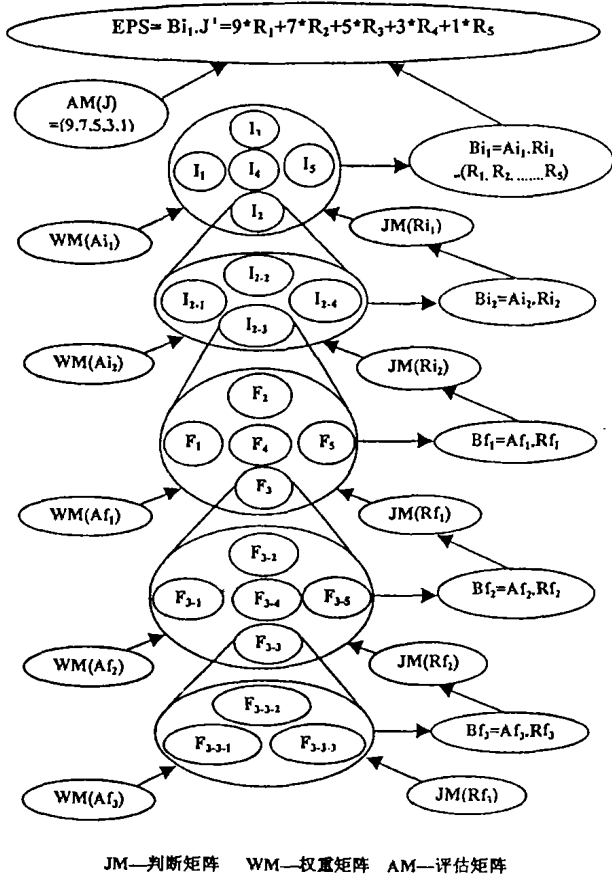 EPS= Bi₁.J'=9*R₁+7*R₂+5*R₃+3*R₄+1*R₅
AM(J)
=(9.7.5.3.1)
I₃
I₁ I₄ I₅
I₂
Bi₁=Ai₁.Ri₁
=(R₁, R₂, ........ R₅)
WM(Ai₁)
JM(Ri₁)
I₂₋₂
I₂₋₁ I₂₋₄
I₂₋₃
Bi₂=Ai₂.Ri₂
WM(Ai₂)
JM(Ri₂)
F₂
F₁ F₄ F₅
F₃
Bf₁=Af₁.Rf₁
WM(Af₁)
JM(Rf₁)
F₃₋₂
F₃₋₁ F₃₋₄ F₃₋₅
F₃₋₃
Bf₂=Af₂.Rf₂
WM(Af₂)
JM(Rf₂)
F₃₋₃₋₂
F₃₋₃₋₁ F₃₋₃₋₃
Bf₃=Af₃.Rf₃
WM(Af₃)
JM(Rf₃)
JM—判断矩阵 WM—权重矩阵 AM—评估矩阵